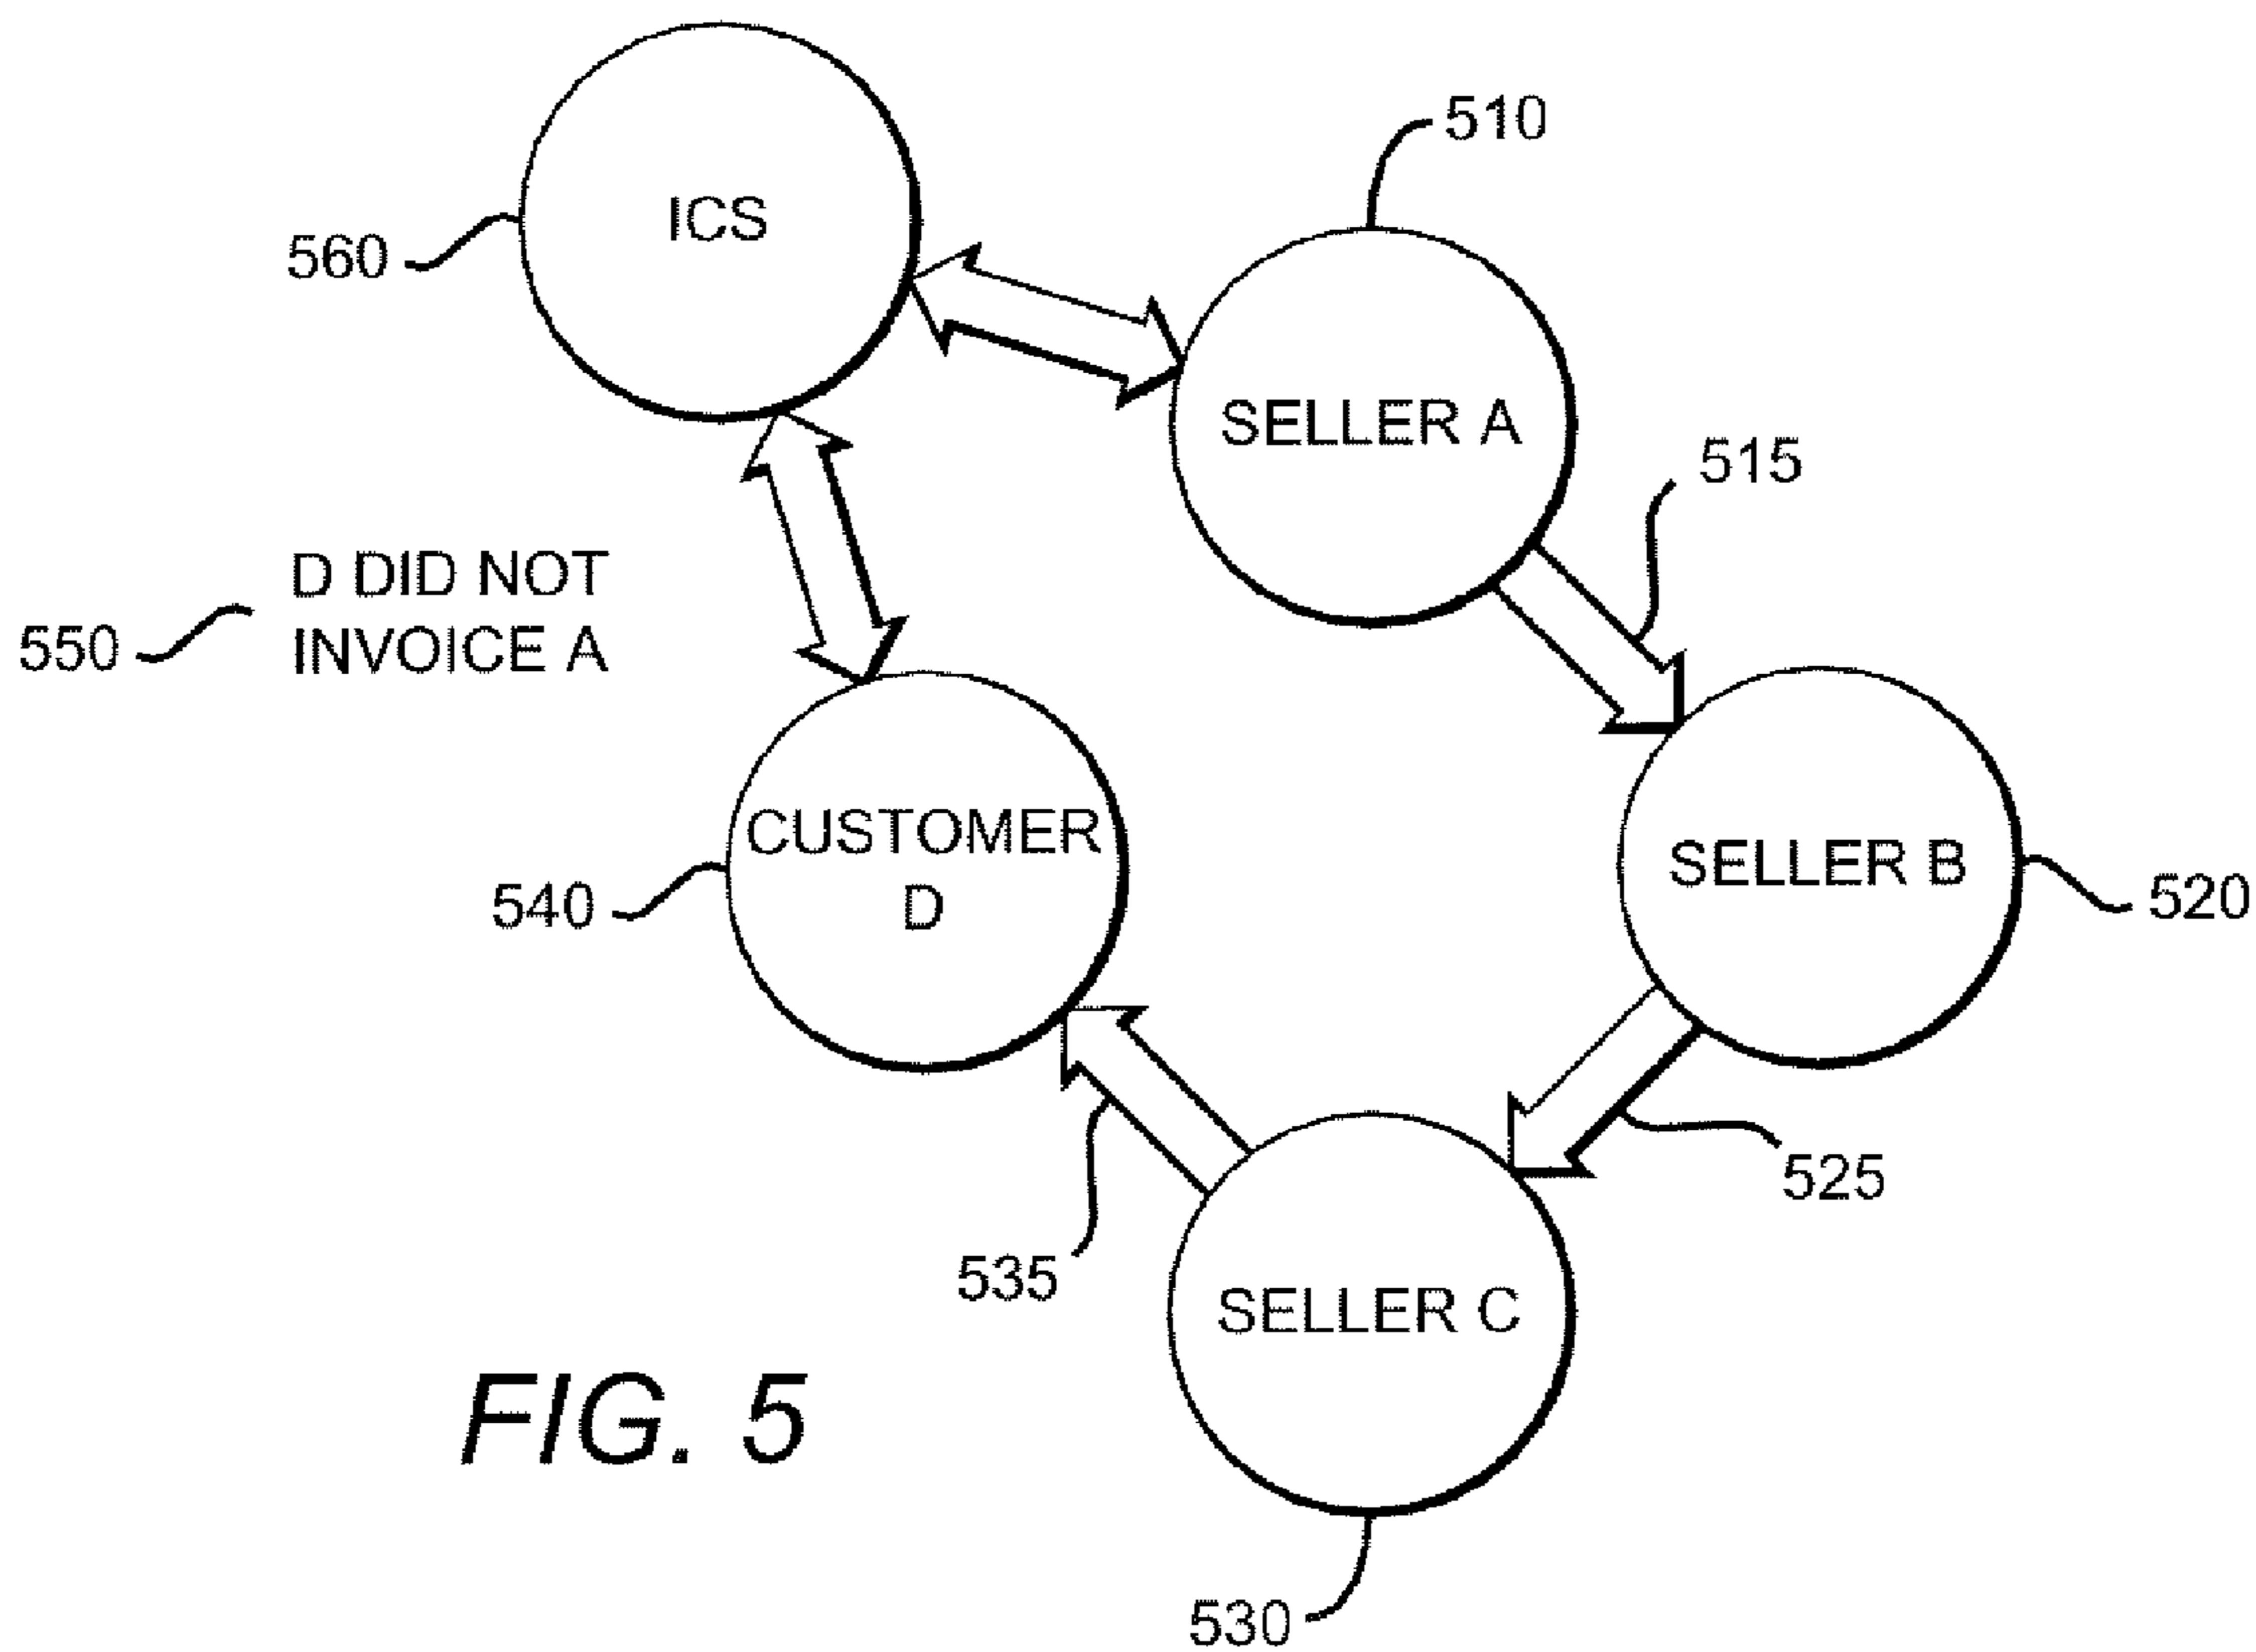 510
ICS
560
SELLER A
515
D DID NOT
INVOICE A
550
CUSTOMER
D
540
SELLER B
520
525
535
SELLER C
FIG. 5
530